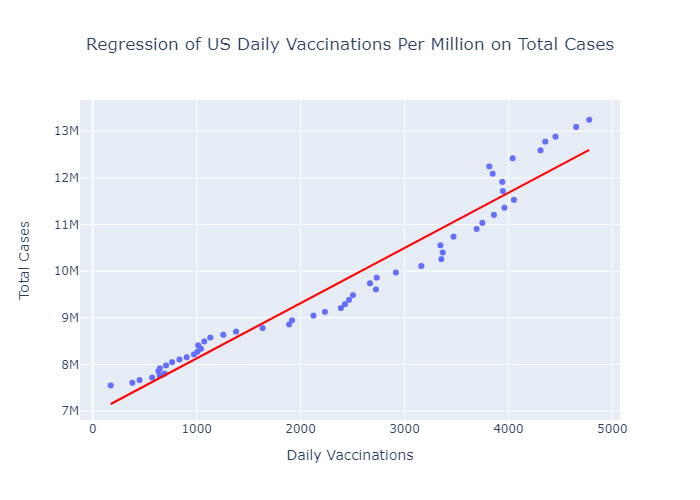 Regression of US Daily Vaccinations Per Million on Total Cases
Total Cases
13M
12M
11M
10M
9M
8M
7M
0 1000 2000 3000 4000 5000
Daily Vaccinations